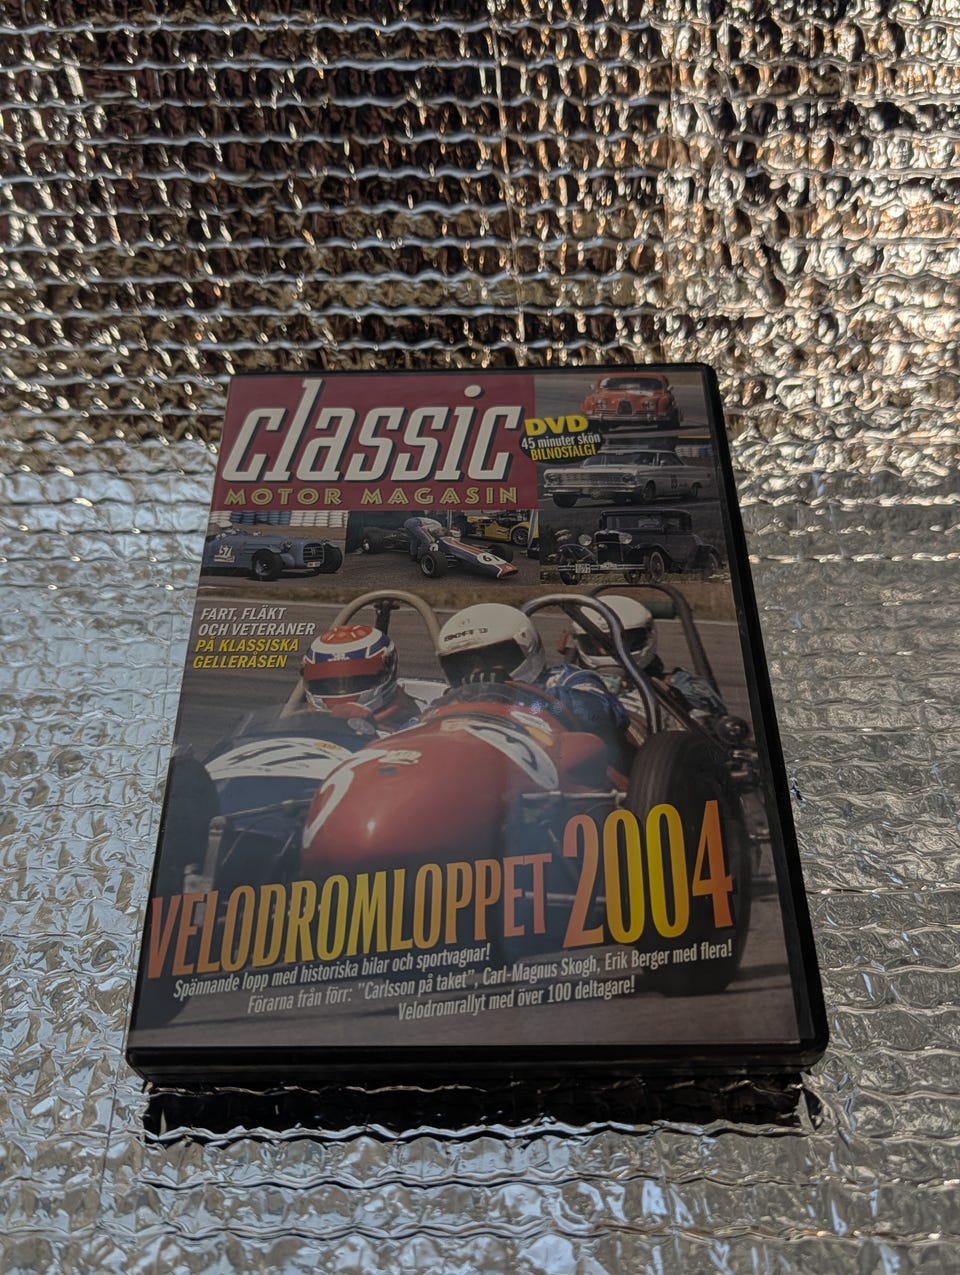 classic
MOTOR MAGASIN
DVD
45 minuter skön
BILNOSTALGI
57
6
FART, FLÄKT
OCH VETERANER
PÅ KLASSISKA
GELLERÅSEN
VELODROMLOPPET 2004
Spännande lopp med historiska bilar och sportvagnar!
Förarna från förr: "Carlsson på taket", Carl-Magnus Skogh, Erik Berger med flera!
Velodromrallyt med över 100 deltagare!